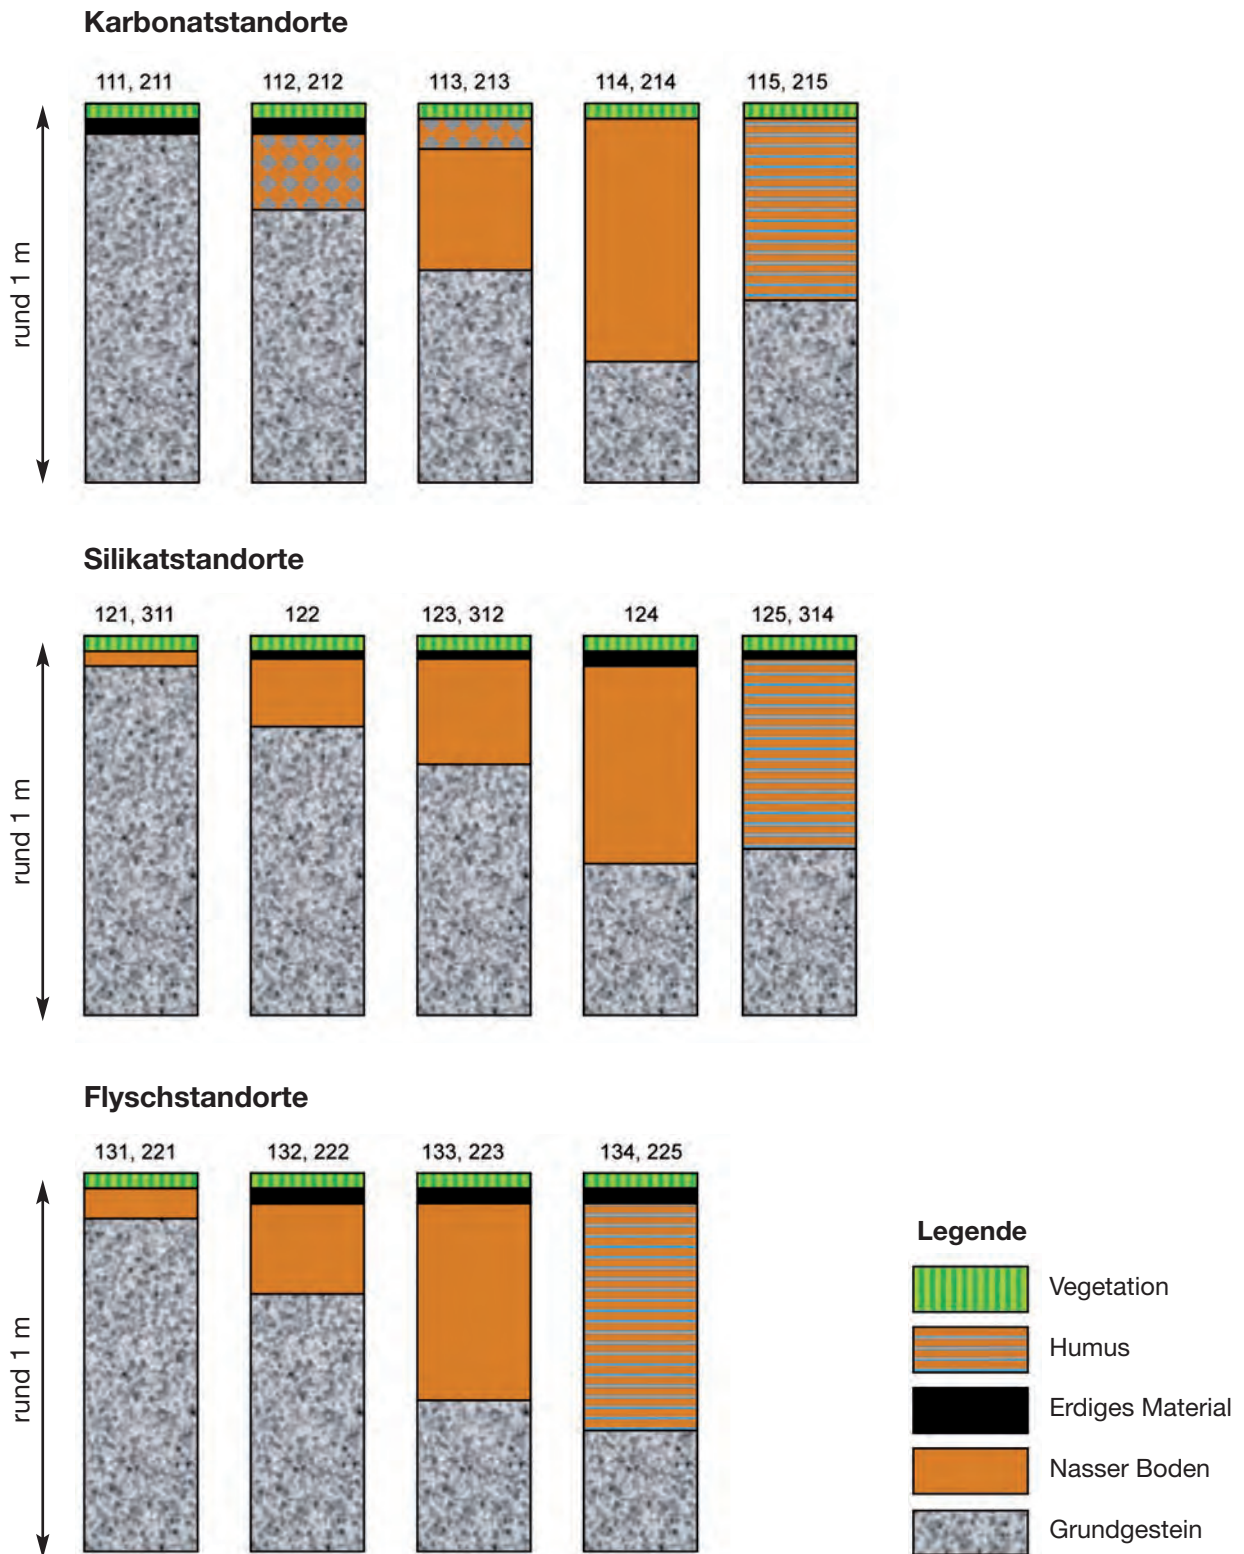 Karbonatstandorte
111, 211
112, 212
113, 213
114, 214
115, 215
rund 1 m
Silikatstandorte
121, 311
122
123, 312
124
125, 314
rund 1 m
Flyschstandorte
131, 221
132, 222
133, 223
134, 225
rund 1 m
Legende
Vegetation
Humus
Erdiges Material
Nasser Boden
Grundgestein